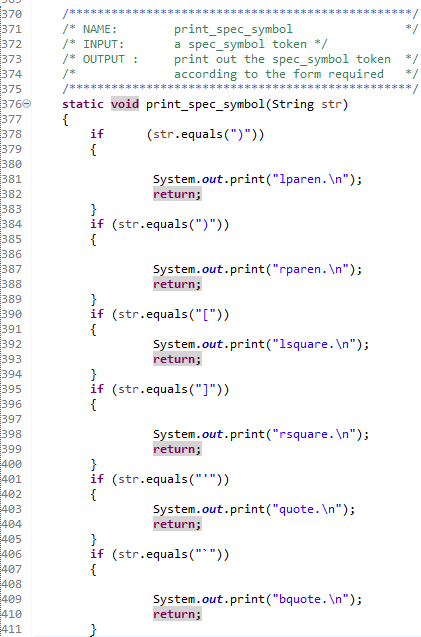 370 /*************************************************/
371 /* NAME:        print_spec_symbol                */
372 /* INPUT:       a spec_symbol token */
373 /* OUTPUT :     print out the spec_symbol token  */
374 /*              according to the form required   */
375 /*************************************************/
376 static void print_spec_symbol(String str)
377 {
378     if      (str.equals(")"))
379     {
380
381              System.out.print("lparen.\n");
382              return;
383     }
384     if (str.equals(")"))
385     {
386
387              System.out.print("rparen.\n");
388              return;
389     }
390     if (str.equals("["))
391     {
392              System.out.print("lsquare.\n");
393              return;
394     }
395     if (str.equals("]"))
396     {
397
398              System.out.print("rsquare.\n");
399              return;
400     }
401     if (str.equals("'"))
402     {
403              System.out.print("quote.\n");
404              return;
405     }
406     if (str.equals("`"))
407     {
408
409              System.out.print("bquote.\n");
410              return;
411     }